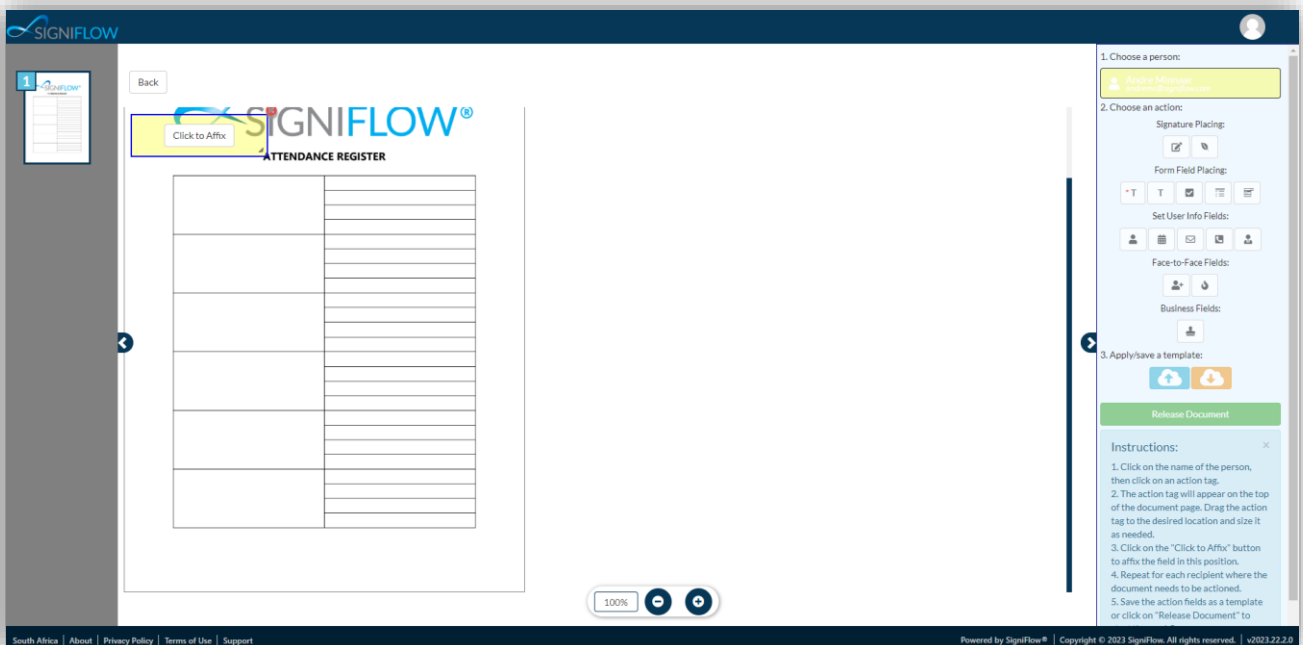 SIGNIFLOW
1
Back
SIGNIFLOW®
Click to Affix
ATTENDANCE REGISTER
100%
1. Choose a person:
2. Choose an action:
Signature Placing:
Form Field Placing:
*T
T
Set User Info Fields:
Face-to-Face Fields:
Business Fields:
3. Apply/save a template:
Release Document
Instructions:
×
1. Click on the name of the person,
then click on an action tag.
2. The action tag will appear on the top
of the document page. Drag the action
tag to the desired location and size it
as needed.
3. Click on the "Click to Affix" button
to affix the field in this position.
4. Repeat for each recipient where the
document needs to be actioned.
5. Save the action fields as a template
or click on "Release Document" to
South Africa | About | Privacy Policy | Terms of Use | Support
Powered by SigniFlow® | Copyright © 2023 SigniFlow. All rights reserved. | v2023.22.2.0